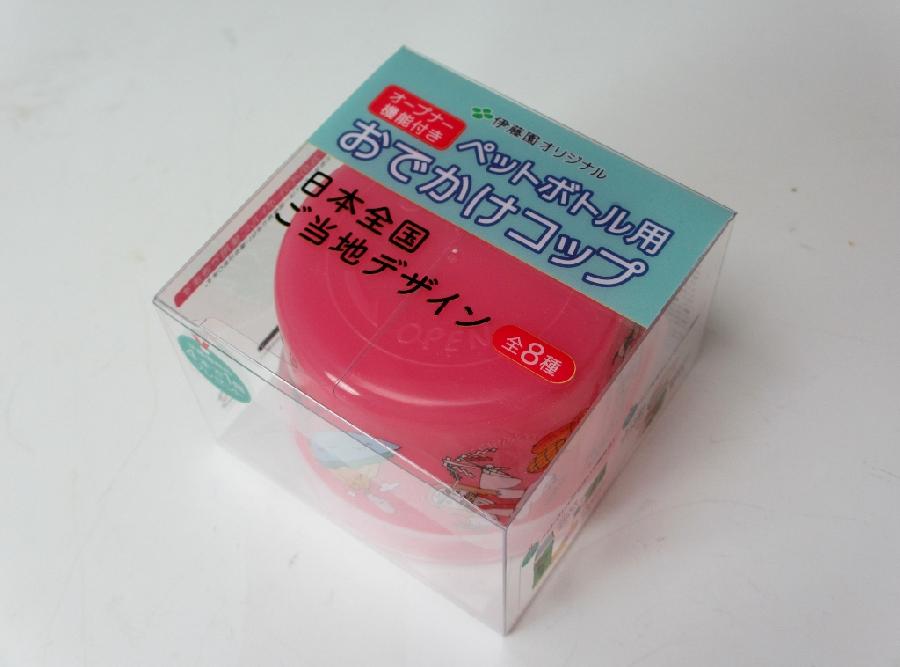 伊藤園オリジナル
オープナー
機能付き
ペットボトル用
おでかけコップ
日本全国
ご当地デザイン
全8種
OPEN